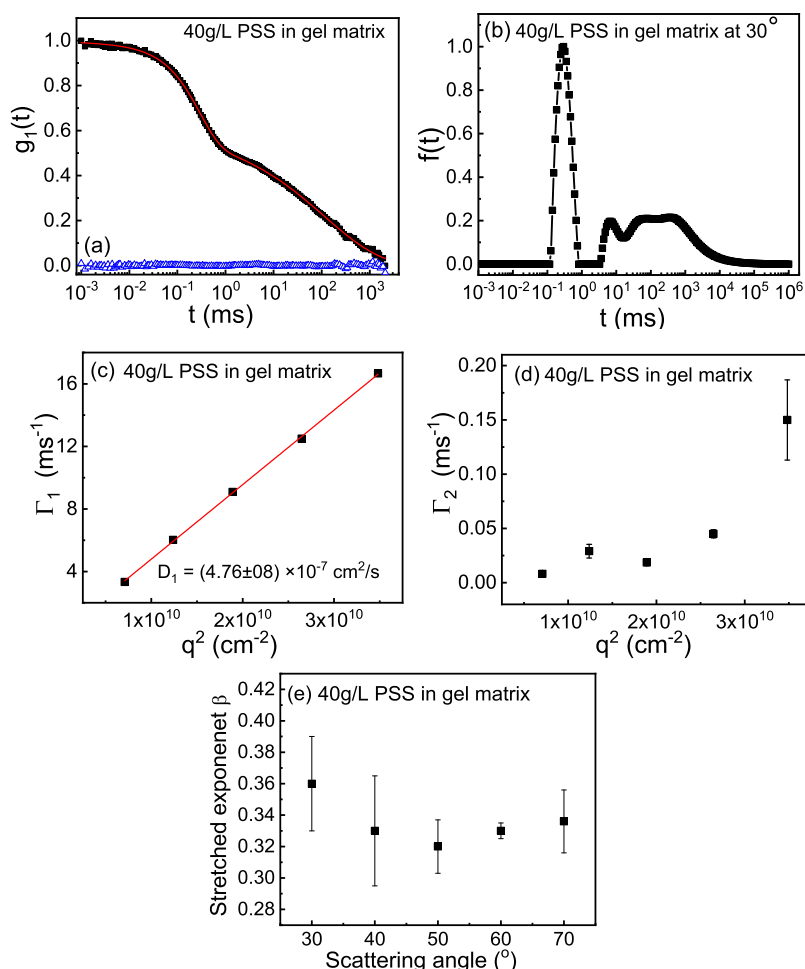 40g/L PSS in gel matrix
1.0
0.8
0.6
0.4
0.2
0.0
g₁(t)
(a)
10⁻³ 10⁻² 10⁻¹ 10⁰ 10¹ 10² 10³
t (ms)
(b) 40g/L PSS in gel matrix at 30°
1.0
0.8
0.6
0.4
0.2
0.0
f(t)
10⁻³ 10⁻² 10⁻¹ 10⁰ 10¹ 10² 10³ 10⁴ 10⁵ 10⁶
t (ms)
(c) 40g/L PSS in gel matrix
16
12
8
4
Γ₁ (ms⁻¹)
D₁ = (4.76±08) ×10⁻⁷ cm²/s
1x10¹⁰ 2x10¹⁰ 3x10¹⁰
q² (cm⁻²)
(d) 40g/L PSS in gel matrix
0.20
0.15
0.10
0.05
0.00
Γ₂ (ms⁻¹)
1x10¹⁰ 2x10¹⁰ 3x10¹⁰
q² (cm⁻²)
(e) 40g/L PSS in gel matrix
0.42
0.40
0.38
0.36
0.34
0.32
0.30
0.28
Stretched exponenet β
30 40 50 60 70
Scattering angle (°)